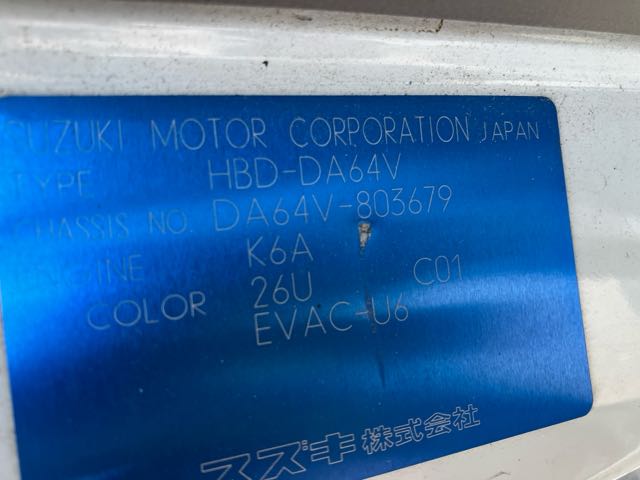 SUZUKI MOTOR CORPORATION JAPAN
TYPE HBD-DA64V
CHASSIS NO. DA64V-803679
ENGINE K6A
COLOR 26U C01
EVAC-U6
スズキ株式会社